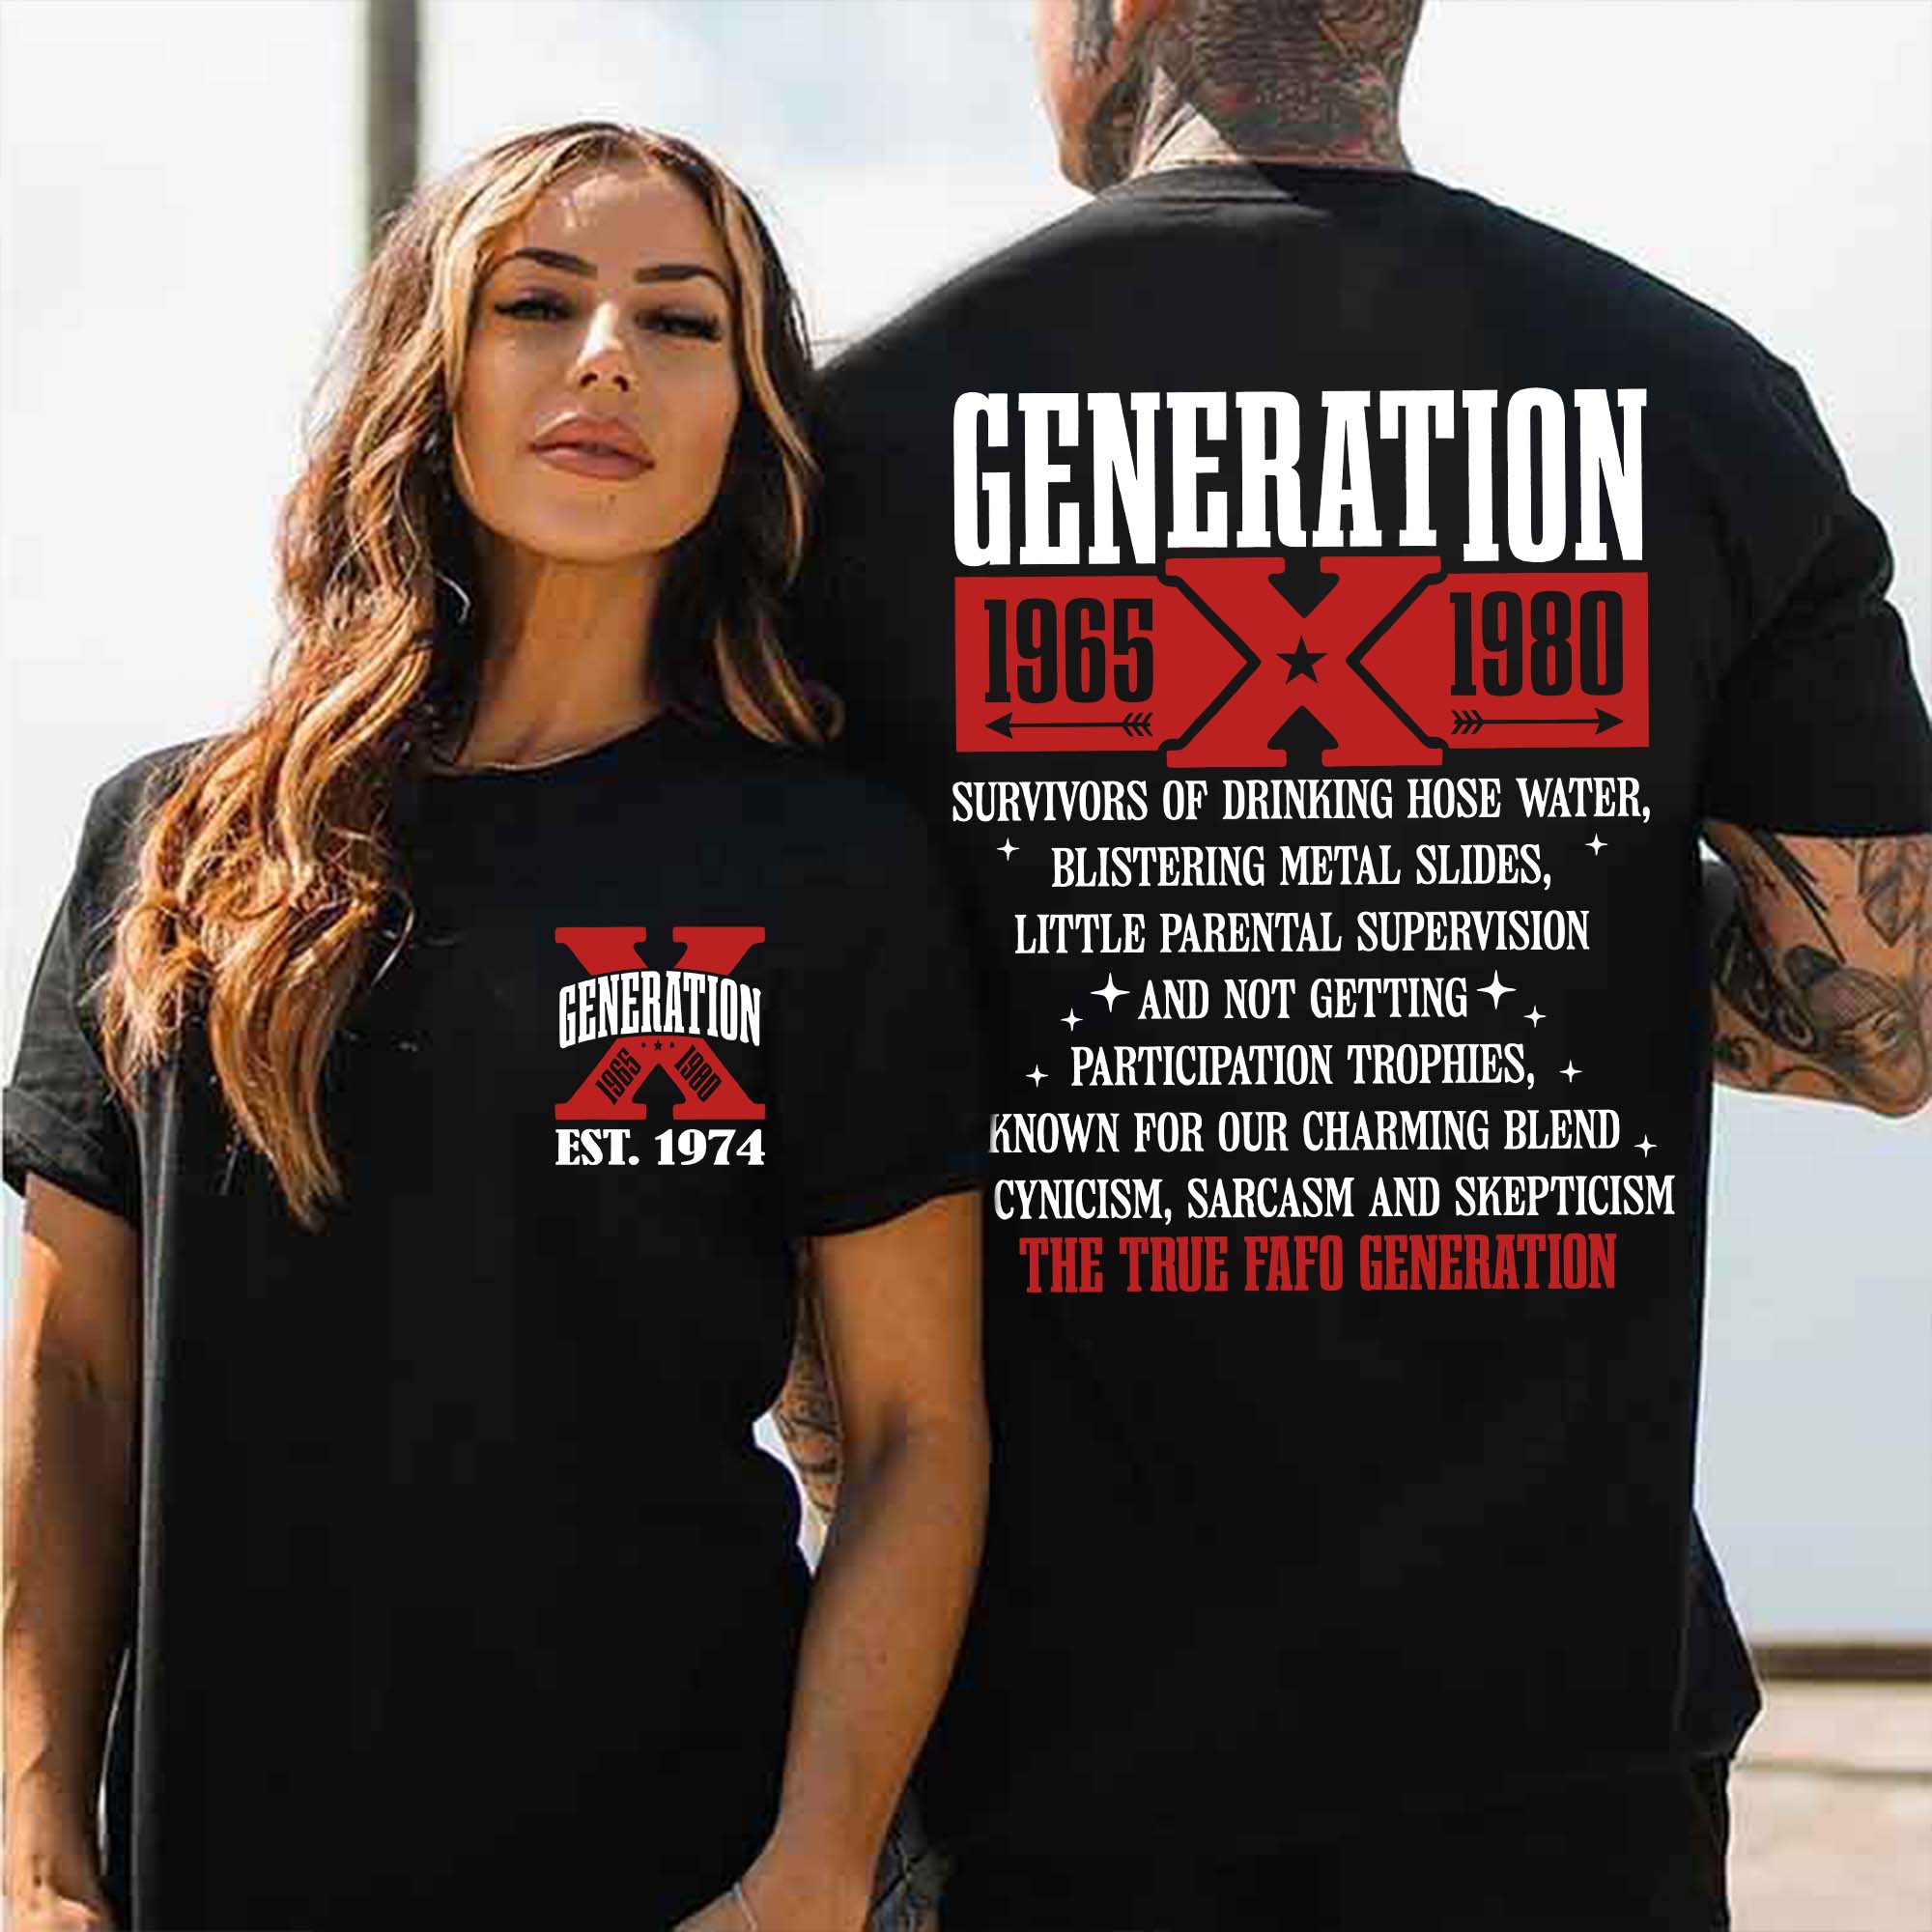 X
GENERATION
1965 1980
EST. 1974
GENERATION
1965 X 1980
SURVIVORS OF DRINKING HOSE WATER,
BLISTERING METAL SLIDES,
LITTLE PARENTAL SUPERVISION
AND NOT GETTING
PARTICIPATION TROPHIES,
KNOWN FOR OUR CHARMING BLEND
CYNICISM, SARCASM AND SKEPTICISM
THE TRUE FAFO GENERATION